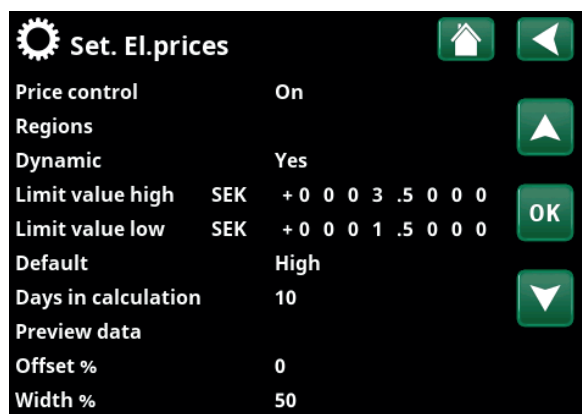 Set. El.prices
Price control On
Regions
Dynamic Yes
Limit value high SEK +0 0 0 3 .5 0 0 0
Limit value low SEK +0 0 0 1 .5 0 0 0
OK
Default High
Days in calculation 10
Preview data
Offset % 0
Width % 50